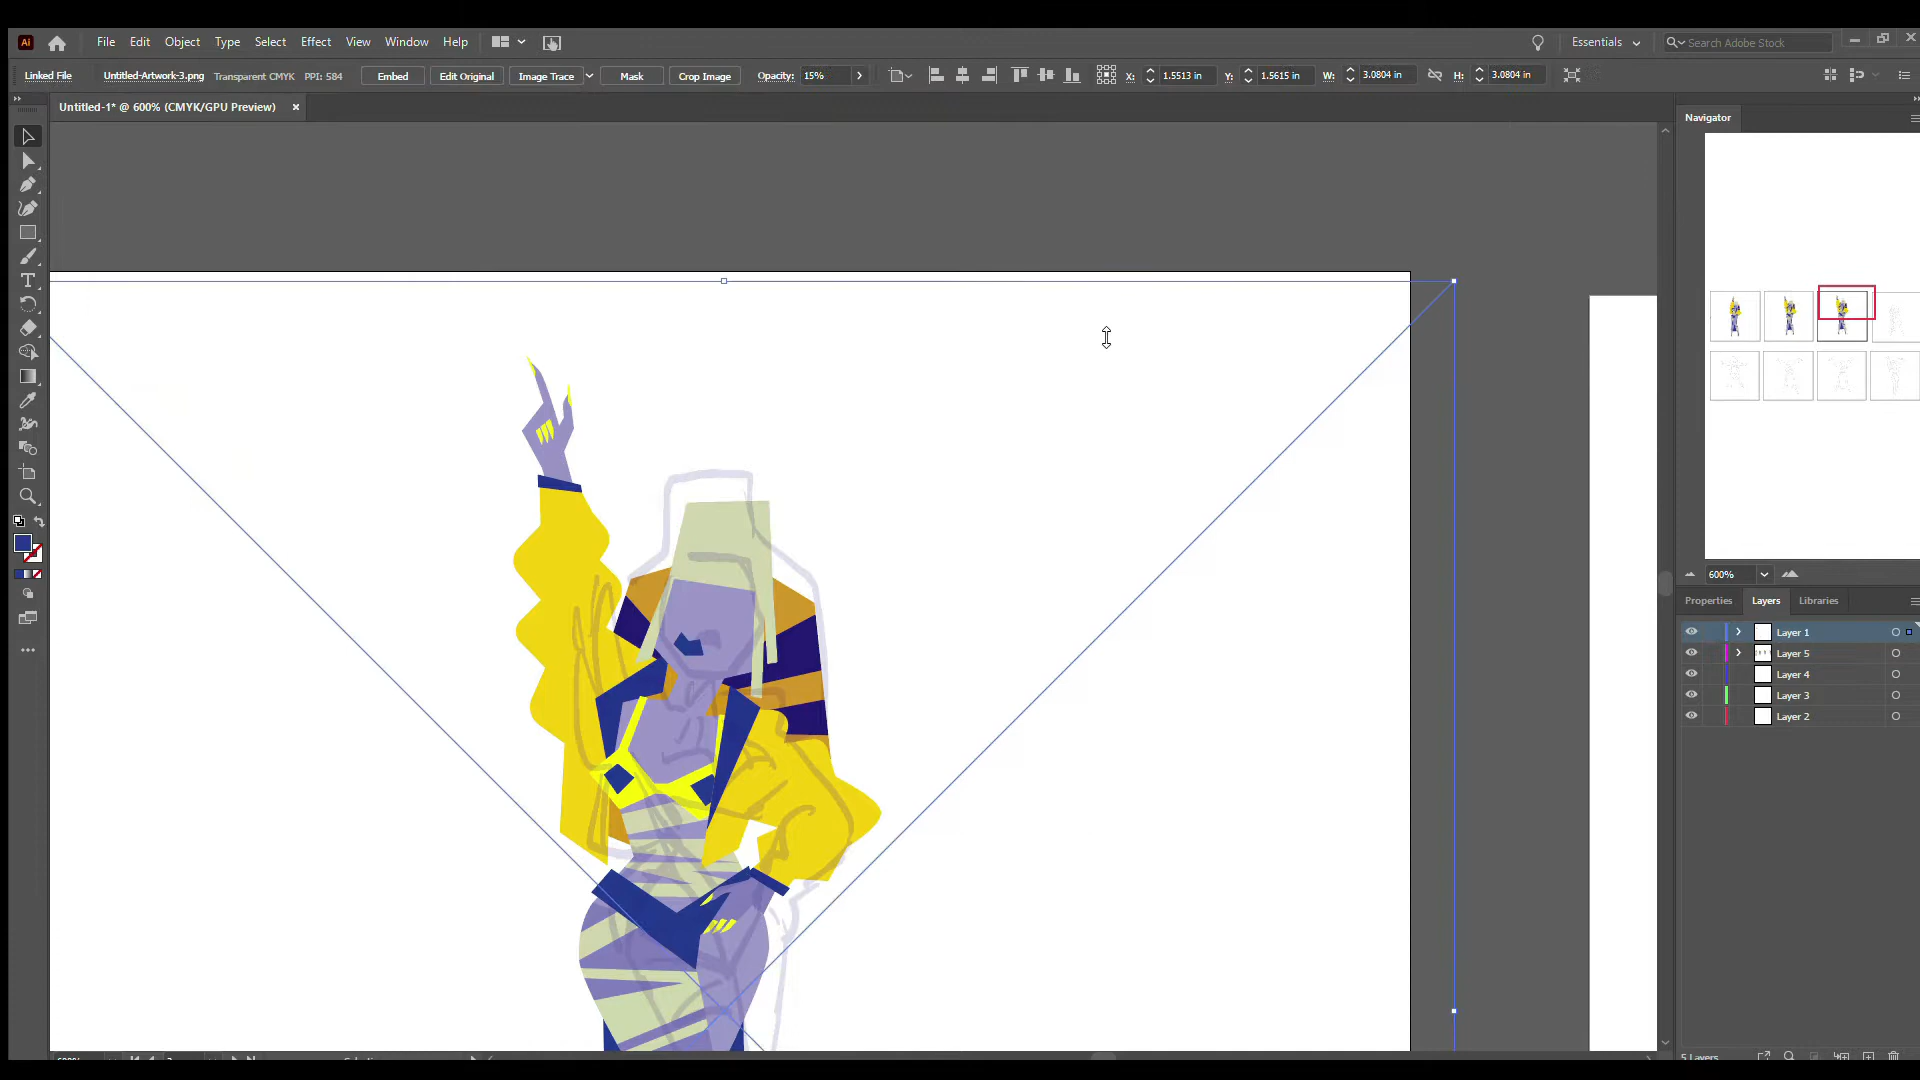 Ai File Edit Object Type Select Effect View Window Help Essentials Search Adobe Stock
Linked File Untitled-Artwork-3.png Transparent CMYK PPI: 584 Embed Edit Original Image Trace Mask Crop Image Opacity: 15% X: 1.5513 in Y: 1.5615 in W: 3.0804 in H: 3.0804 in
Untitled-1* @ 600% (CMYK/GPU Preview)
Navigator
600%
Properties Layers Libraries
Layer 1
Layer 5
Layer 4
Layer 3
Layer 2
5 Layers